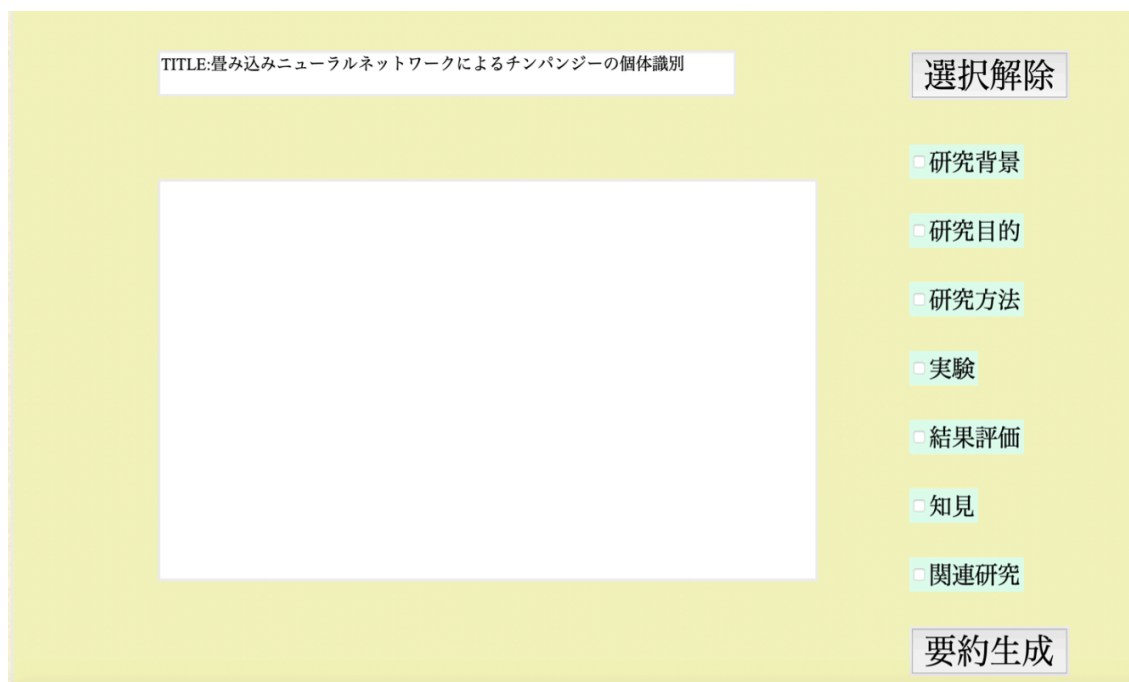 TITLE:畳み込みニューラルネットワークによるチンパンジーの個体識別
選択解除
研究背景
研究目的
研究方法
実験
結果評価
知見
関連研究
要約生成